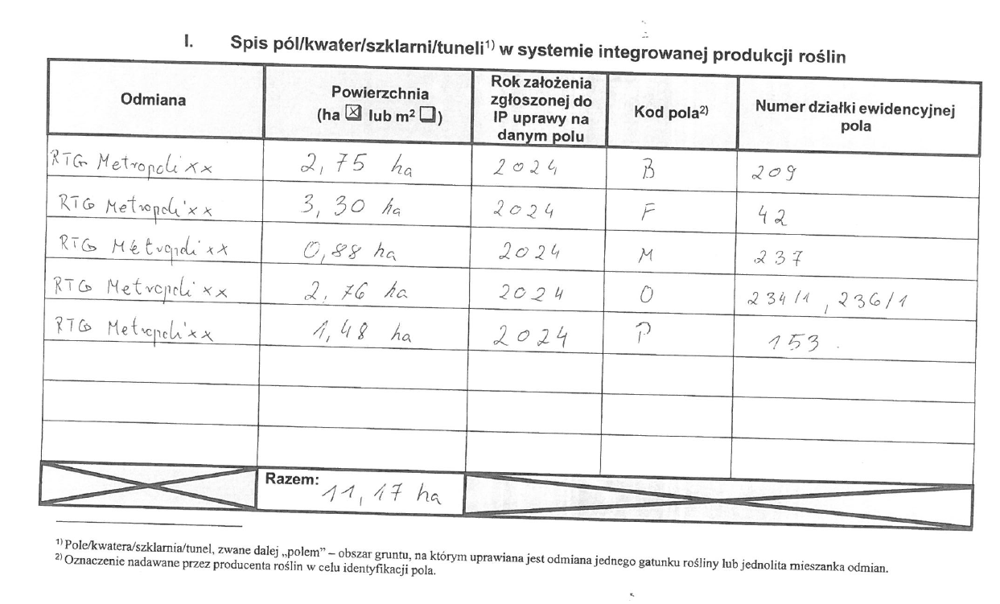 I. Spis pól/kwater/szklarni/tuneli¹⁾ w systemie integrowanej produkcji roślin
Odmiana
Powierzchnia
(ha ☒ lub m² ☐)
Rok założenia
zgłoszonej do
IP uprawy na
danym polu
Kod pola²⁾
Numer działki ewidencyjnej
pola
RTG Metropolixx 2,75 ha 2024 B 209
RTG Metropolixx 3,30 ha 2024 F 42
RTG Metropolixx 0,88 ha 2024 M 237
RTG Metropolixx 2,76 ha 2024 O 234/1, 236/1
RTG Metropolixx 1,48 ha 2024 P 153
Razem: 11,17 ha
¹⁾ Pole/kwatera/szklarnia/tunel, zwane dalej „polem” – obszar gruntu, na którym uprawiana jest odmiana jednego gatunku rośliny lub jednolita mieszanka odmian.
²⁾ Oznaczenie nadawane przez producenta roślin w celu identyfikacji pola.